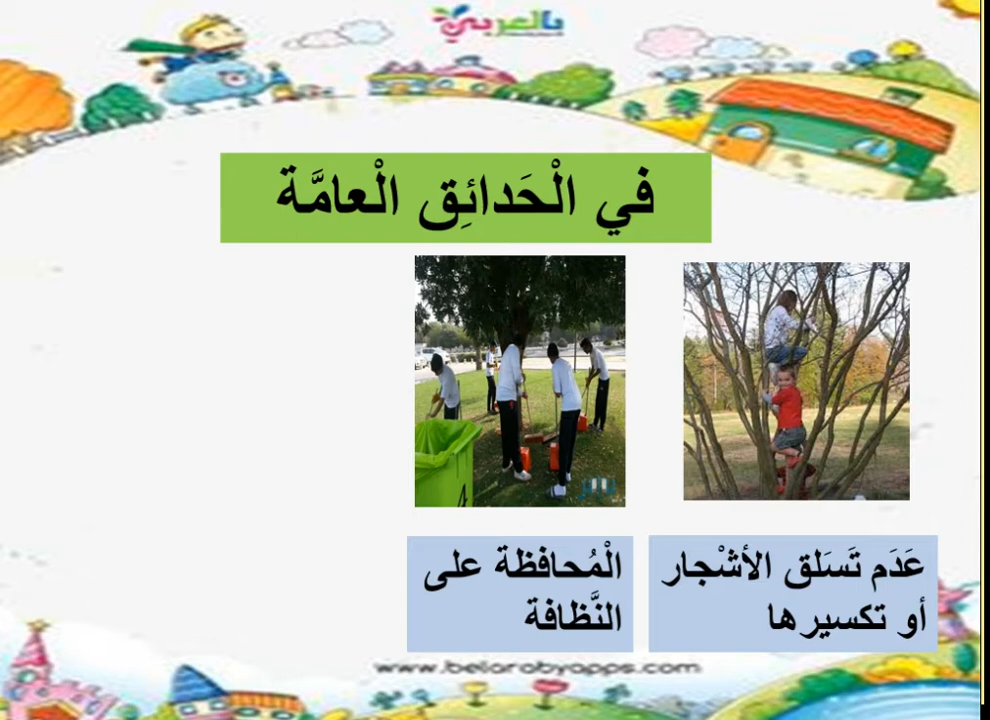 بالعربي
في الْحَدائِق الْعامَّة
عَدَم تَسَلق الأشْجار
أو تكسيرها
الْمُحافظة على
النَّظافة
4
www.belarabyapps.com